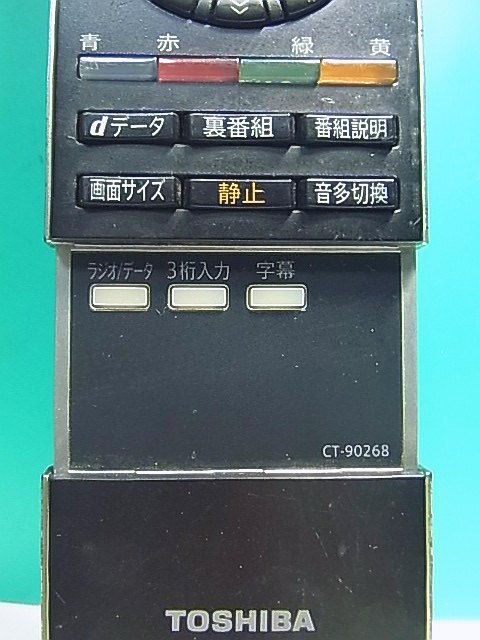 青 赤 緑 黄
dデータ 裏番組 番組説明
画面サイズ 静止 音多切換
ラジオ/データ 3桁入力 字幕
CT-90268
TOSHIBA